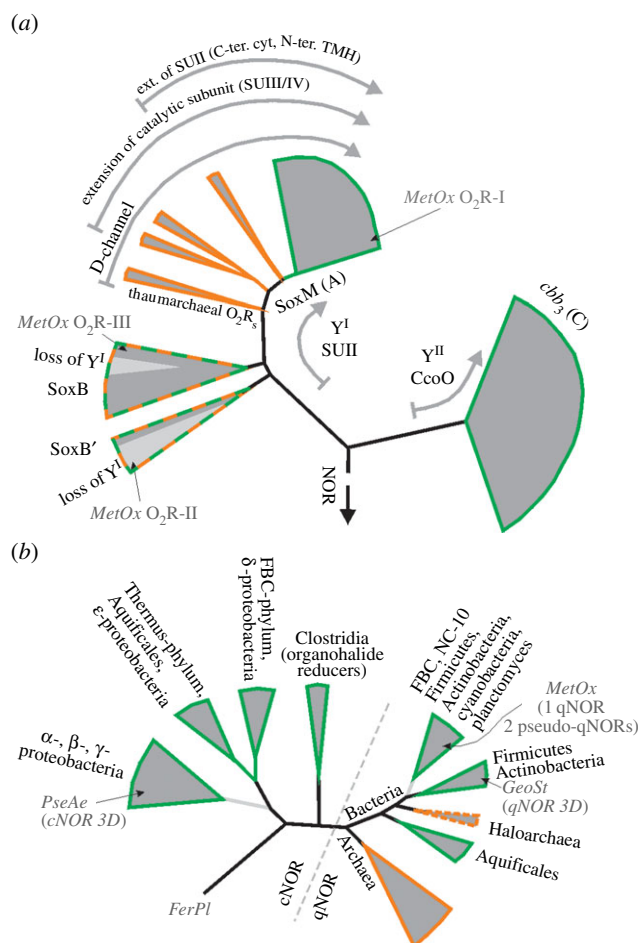 (a)
ext. of SUII (C-ter. cyt, N-ter. TMH)
extension of catalytic subunit (SUIII/IV)
D-channel
MetOx O₂R-I
thaumarchaeal O₂Rₛ
SoxM (A)
cbb₃ (C)
Yᴵ
SUII
Yᴵᴵ
CcoO
MetOx O₂R-III
loss of Yᴵ
SoxB
SoxB′
loss of Yᴵ
MetOx O₂R-II
NOR
(b)
α-, β-, γ-
proteobacteria
PseAe
(cNOR 3D)
Thermus-phylum,
Aquificales,
ε-proteobacteria
FBC-phylum,
δ-proteobacteria
Clostridia
(organohalide
reducers)
FBC, NC-10
Firmicutes,
Actinobacteria,
cyanobacteria,
planctomyces
MetOx
(1 qNOR
2 pseudo-qNORs)
Firmicutes
Actinobacteria
GeoSt
(qNOR 3D)
Haloarchaea
Aquificales
Bacteria
Archaea
cNOR
qNOR
FerPl